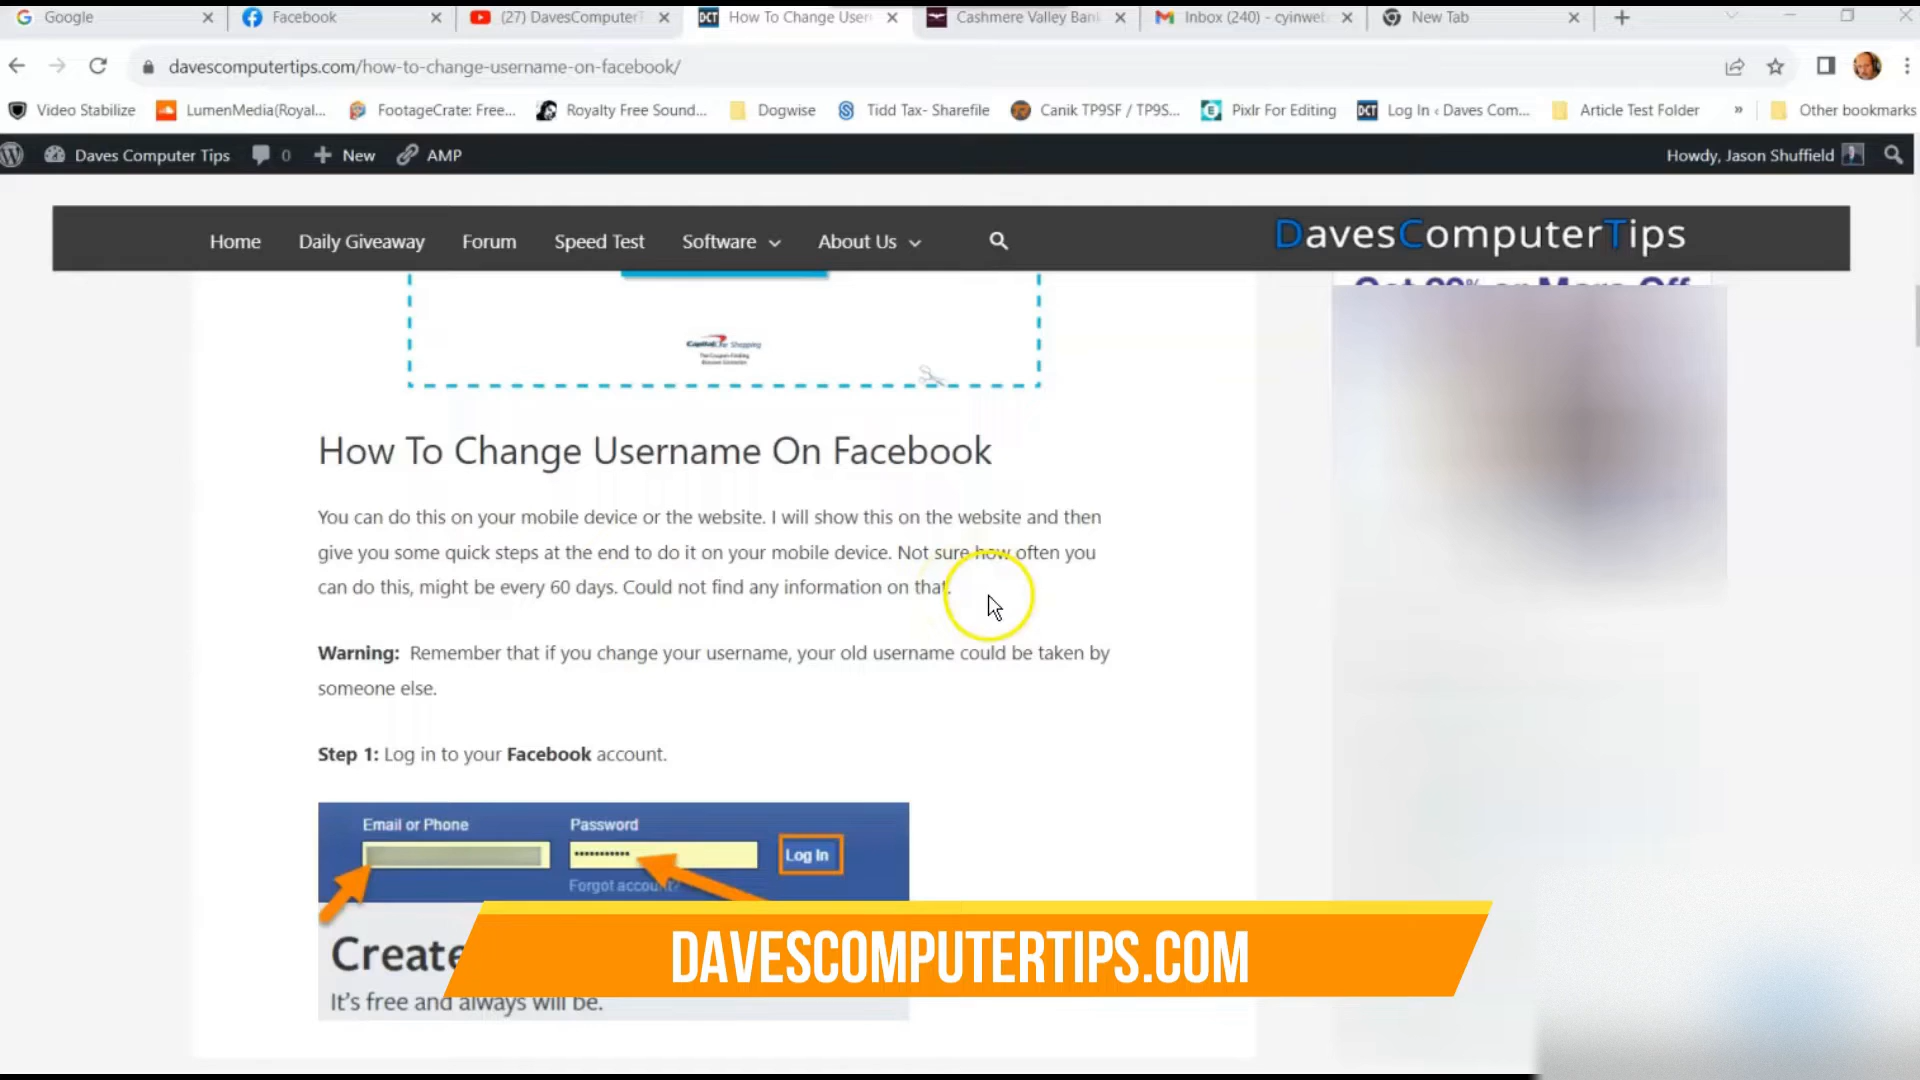 Google
Facebook
(27) DavesComputerT
How To Change User
Cashmere Valley Bank
Inbox (240) - cyinwet
New Tab
davescomputertips.com/how-to-change-username-on-facebook/
Video Stabilize
LumenMedia(Royal...
FootageCrate: Free...
Royalty Free Sound...
Dogwise
Tidd Tax- Sharefile
Canik TP9SF / TP9S...
Pixlr For Editing
DCT Log In ‹ Daves Com...
Article Test Folder
»
Other bookmarks
Daves Computer Tips
0
New
AMP
Howdy, Jason Shuffield
Home
Daily Giveaway
Forum
Speed Test
Software
About Us
DavesComputerTips
Capital One Shopping
How To Change Username On Facebook
You can do this on your mobile device or the website. I will show this on the website and then
give you some quick steps at the end to do it on your mobile device. Not sure how often you
can do this, might be every 60 days. Could not find any information on that.
Warning: Remember that if you change your username, your old username could be taken by
someone else.
Step 1: Log in to your Facebook account.
Email or Phone
Password
Log In
Forgot account?
Create
DAVESCOMPUTERTIPS.COM
It's free and always will be.